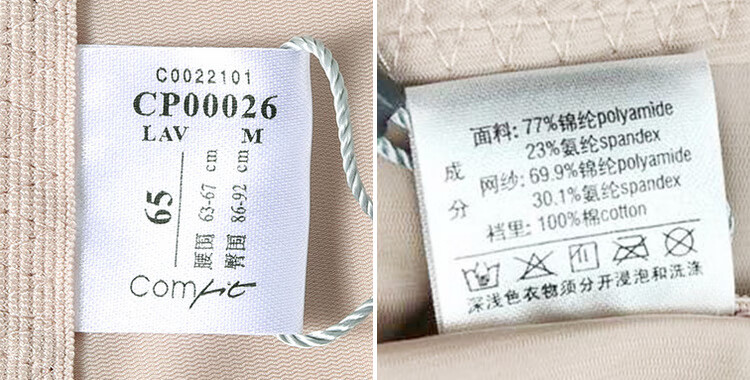 C0022101
CP00026
LAV M
65
腰围 63-67 cm
臀围 86-92 cm
Comfit
成分
面料: 77%锦纶polyamide
23%氨纶spandex
网纱: 69.9%锦纶polyamide
30.1%氨纶spandex
裆里: 100%棉cotton
深浅色衣物须分开浸泡和洗涤